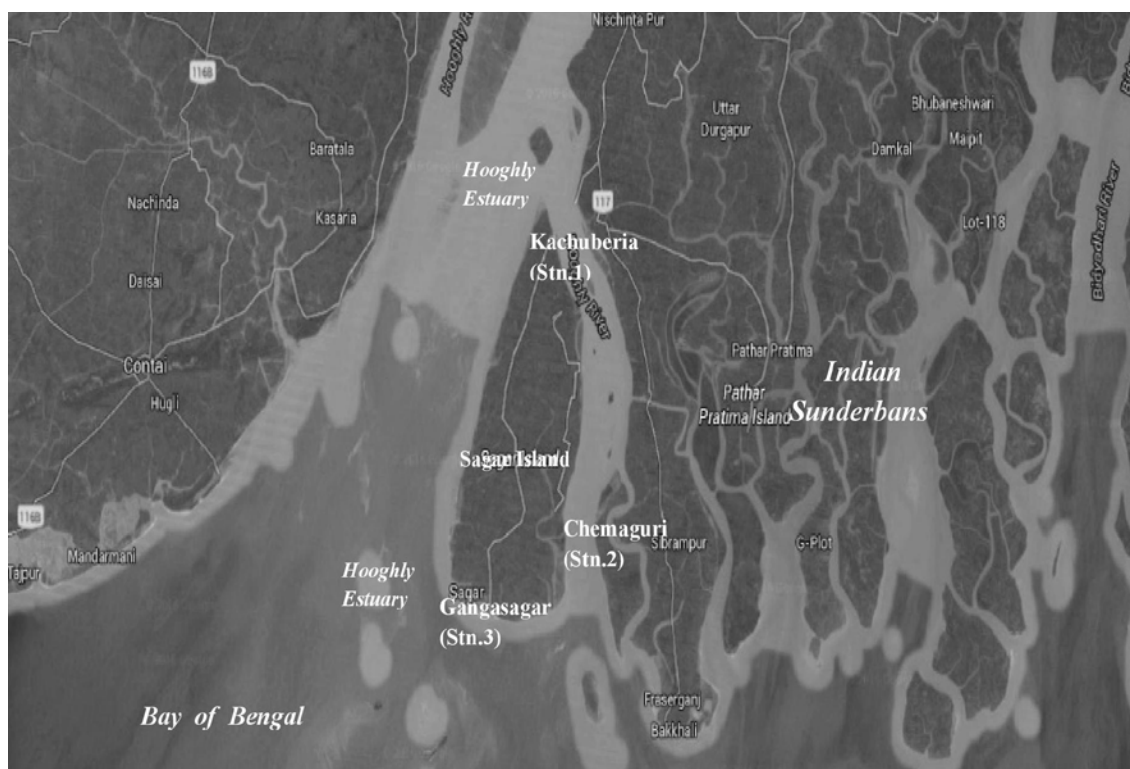 Nischinta Pur
Hooghly R
116B
Uttar
Durgapur
Bhubaneshwari
Maipit
Baratala
Damkal
Hooghly
Estuary
Nachinda
Kasaria
117
Lot-118
Bidyadhari River
Kachuberia
(Stn.1)
River
Daisai
Contai
Pathar Pratima
Indian
Sunderbans
Pathar
Pratima Island
Hugli
Sagar Island
116B
Chemaguri
(Stn.2)
Sibrampur
G-Plot
Mandarmani
Tajpur
Hooghly
Estuary
Sagar
Gangasagar
(Stn.3)
Fraserganj
Bakkhali
Bay of Bengal